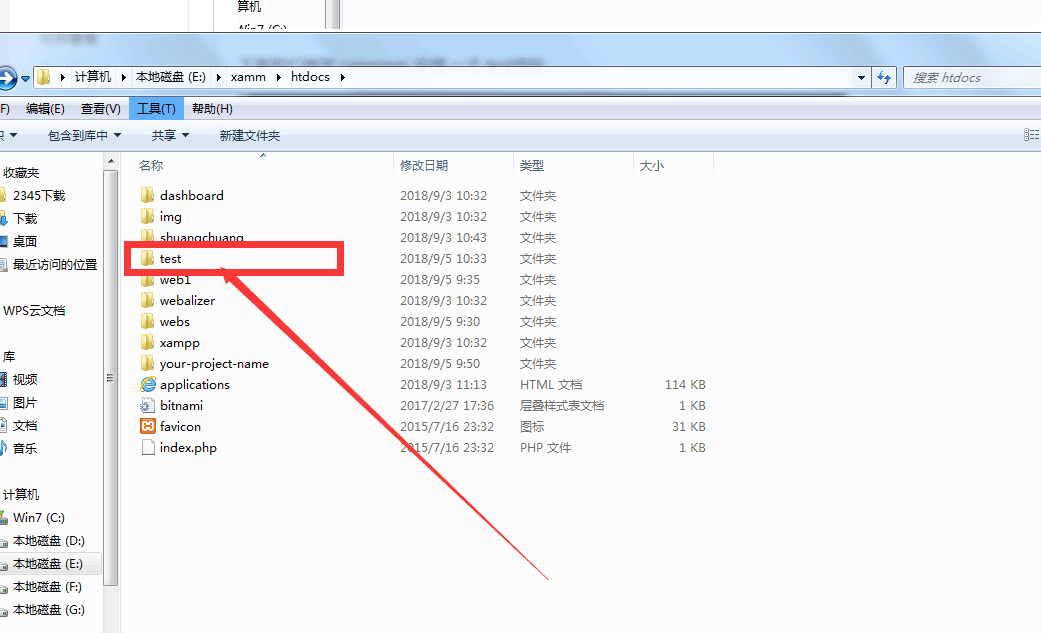 算机
Win7 (C:)
计算机 本地磁盘 (E:) xamm htdocs
搜索 htdocs
编辑(E) 查看(V) 工具(T) 帮助(H)
包含到库中 共享 新建文件夹
收藏夹
2345下载
下载
桌面
最近访问的位置
WPS云文档
库
视频
图片
文档
音乐
计算机
Win7 (C:)
本地磁盘 (D:)
本地磁盘 (E:)
本地磁盘 (F:)
本地磁盘 (G:)
名称 修改日期 类型 大小
dashboard 2018/9/3 10:32 文件夹
img 2018/9/3 10:32 文件夹
shuangchuang 2018/9/3 10:43 文件夹
test 2018/9/5 10:33 文件夹
web1 2018/9/5 9:35 文件夹
webalizer 2018/9/3 10:32 文件夹
webs 2018/9/5 9:30 文件夹
xampp 2018/9/3 10:32 文件夹
your-project-name 2018/9/5 9:50 文件夹
applications 2018/9/3 11:13 HTML 文档 114 KB
bitnami 2017/2/27 17:36 层叠样式表文档 1 KB
favicon 2015/7/16 23:32 图标 31 KB
index.php 2015/7/16 23:32 PHP 文件 1 KB